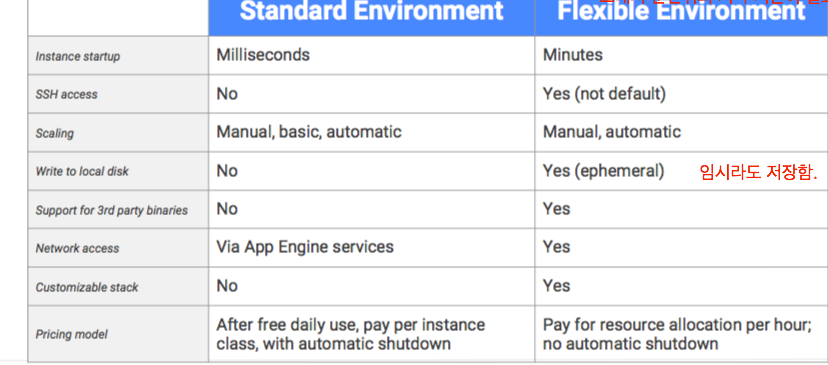 Standard Environment
Flexible Environment
Instance startup
Milliseconds
Minutes
SSH access
No
Yes (not default)
Scaling
Manual, basic, automatic
Manual, automatic
Write to local disk
No
Yes (ephemeral)
임시라도 저장함.
Support for 3rd party binaries
No
Yes
Network access
Via App Engine services
Yes
Customizable stack
No
Yes
Pricing model
After free daily use, pay per instance
class, with automatic shutdown
Pay for resource allocation per hour;
no automatic shutdown